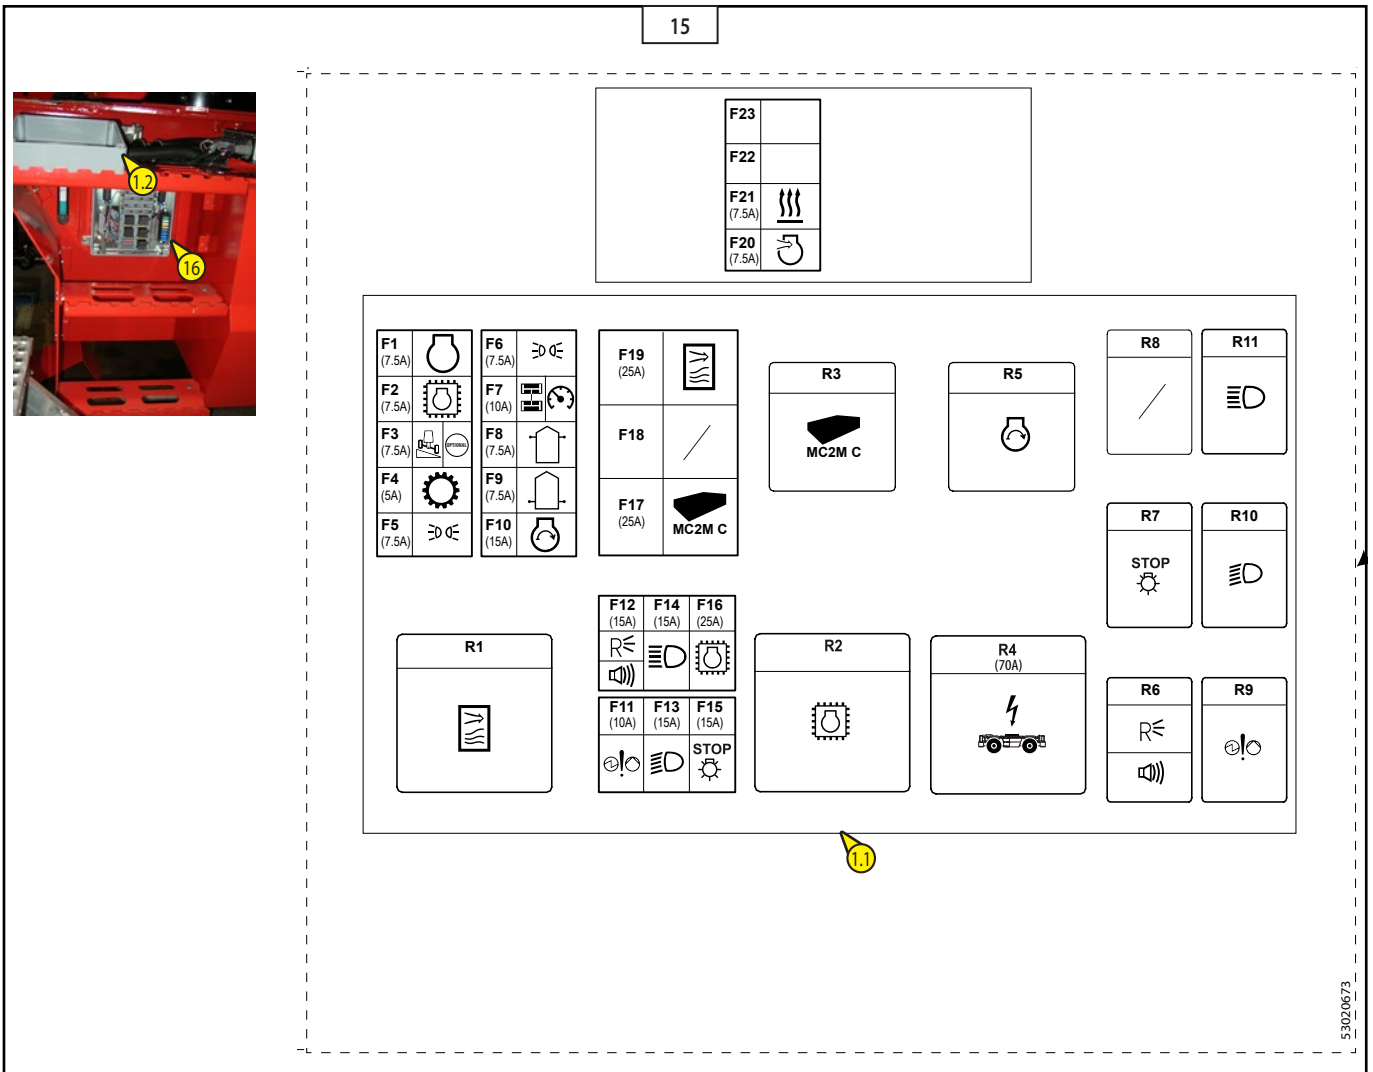 15
1.2
16
F23
F22
F21
(7.5A)
F20
(7.5A)
F1
(7.5A)
F2
(7.5A)
F3
(7.5A)
OPTIONAL
F4
(5A)
F5
(7.5A)
F6
(7.5A)
F7
(10A)
F8
(7.5A)
F9
(7.5A)
F10
(15A)
F19
(25A)
F18
F17
(25A)
MC2M C
R3
MC2M C
R5
R8
R11
R7
STOP
R10
R1
F12 F14 F16
(15A) (15A) (25A)
R
F11 F13 F15
(10A) (15A) (15A)
STOP
R2
R4
(70A)
R6
R
R9
1.1
53020673